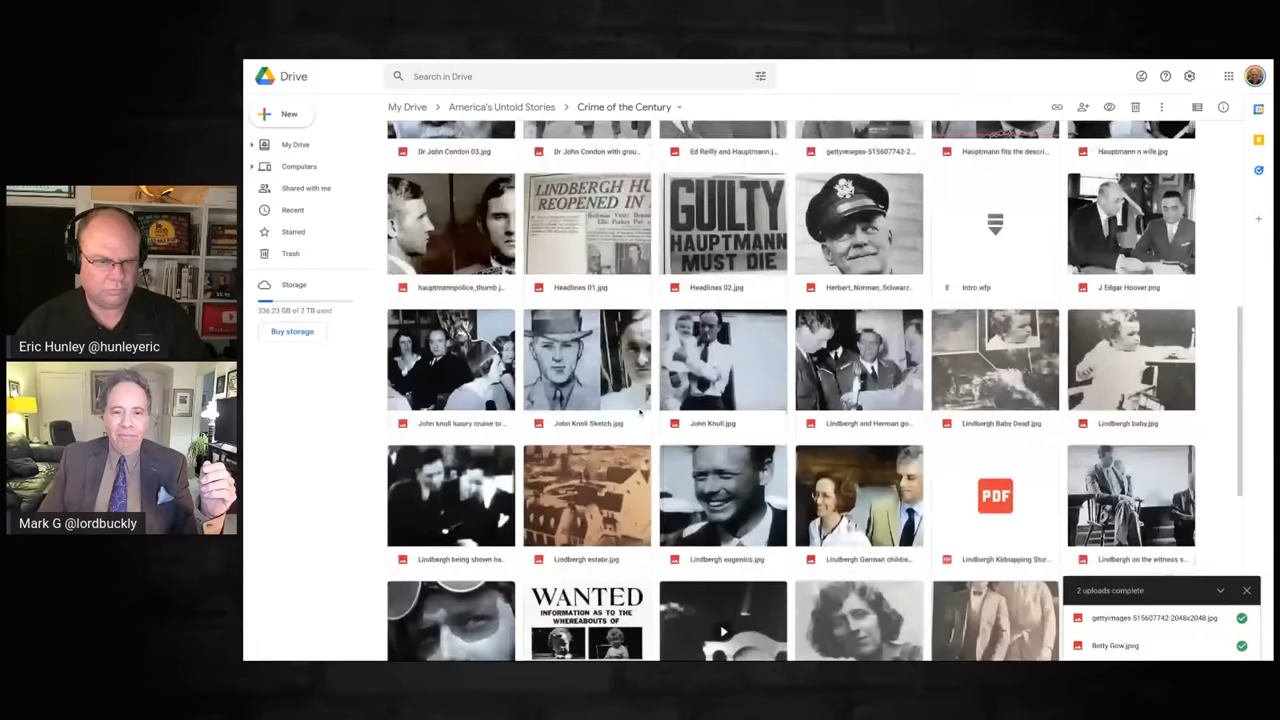 Drive
Search in Drive
New
My Drive
Computers
Shared with me
Recent
Starred
Trash
Storage
336.23 GB of 2 TB used
Buy storage
My Drive > America's Untold Stories > Crime of the Century
Dr John Condon 03.jpg
Dr John Condon with grou...
Ed Reilly and Hauptmann.j...
gettyimages-515607742-2...
Hauptmann fits the descri...
Hauptmann n wife.jpg
LINDBERGH HU
REOPENED IN
GUILTY
HAUPTMANN
MUST DIE
hauptmannpolice_thumb.j...
Headlines 01.jpg
Headlines 02.jpg
Herbert_Norman_Schwarz...
Intro.wfp
J Edgar Hoover.png
John knoll luxury cruise to ...
John Knoll Sketch.jpg
John Knull.jpg
Lindbergh and Herman go...
Lindbergh Baby Dead.jpg
Lindbergh baby.jpg
PDF
Lindbergh being shown ha...
Lindbergh estate.jpg
Lindbergh eugenics.jpg
Lindbergh German childre...
Lindbergh Kidnapping Stor...
Lindbergh on the witness s...
WANTED
INFORMATION AS TO THE
WHEREABOUTS OF
2 uploads complete
gettyimages-515607742-2048x2048.jpg
Betty Gow.jpeg
Eric Hunley @hunleyeric
Mark G @lordbuckly